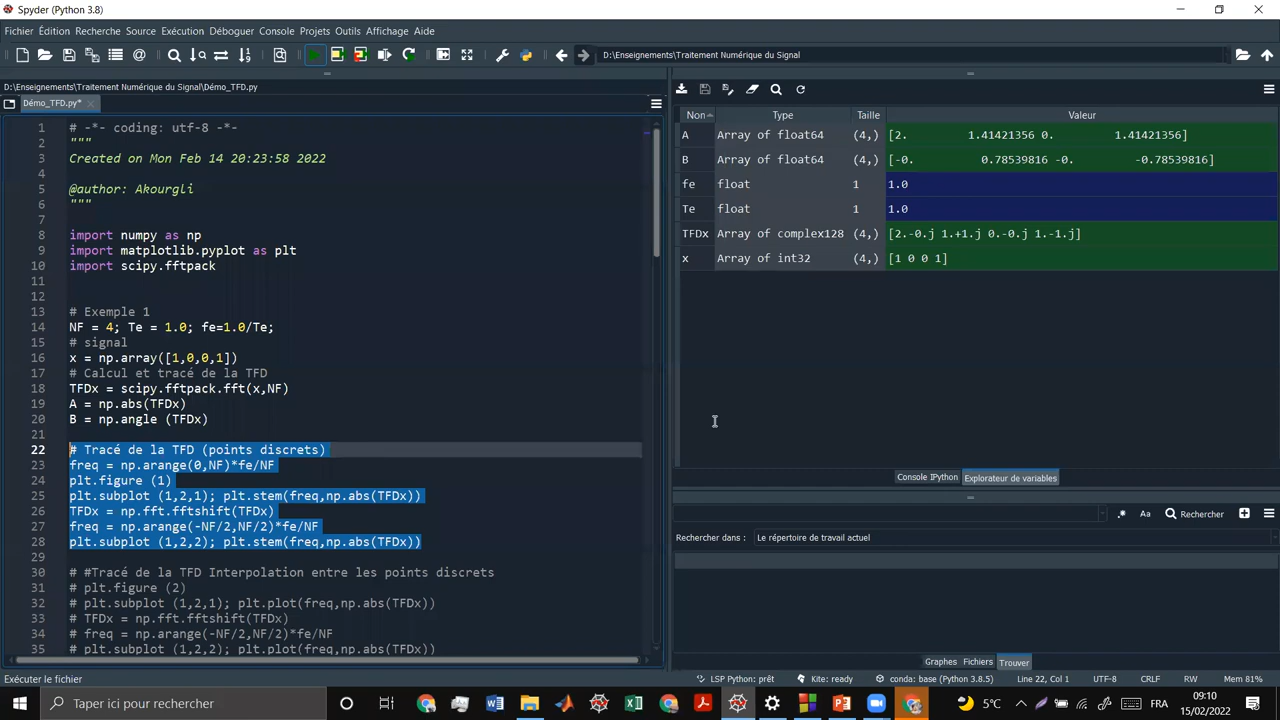 Spyder (Python 3.8)
Fichier Édition Recherche Source Exécution Déboguer Console Projets Outils Affichage Aide
D:\Enseignements\Traitement Numérique du Signal
D:\Enseignements\Traitement Numérique du Signal\Démo_TFD.py
Démo_TFD.py*
1 # -*- coding: utf-8 -*-
2 """
3 Created on Mon Feb 14 20:23:58 2022
4
5 @author: Akourgli
6 """
7
8 import numpy as np
9 import matplotlib.pyplot as plt
10 import scipy.fftpack
11
12
13 # Exemple 1
14 NF = 4; Te = 1.0; fe=1.0/Te;
15 # signal
16 x = np.array([1,0,0,1])
17 # Calcul et tracé de la TFD
18 TFDx = scipy.fftpack.fft(x,NF)
19 A = np.abs(TFDx)
20 B = np.angle (TFDx)
21
22 # Tracé de la TFD (points discrets)
23 freq = np.arange(0,NF)*fe/NF
24 plt.figure (1)
25 plt.subplot (1,2,1); plt.stem(freq,np.abs(TFDx))
26 TFDx = np.fft.fftshift(TFDx)
27 freq = np.arange(-NF/2,NF/2)*fe/NF
28 plt.subplot (1,2,2); plt.stem(freq,np.abs(TFDx))
29
30 # #Tracé de la TFD Interpolation entre les points discrets
31 # plt.figure (2)
32 # plt.subplot (1,2,1); plt.plot(freq,np.abs(TFDx))
33 # TFDx = np.fft.fftshift(TFDx)
34 # freq = np.arange(-NF/2,NF/2)*fe/NF
35 # plt.subplot (1,2,2); plt.plot(freq,np.abs(TFDx))
Non Type Taille Valeur
A Array of float64 (4,) [2. 1.41421356 0. 1.41421356]
B Array of float64 (4,) [-0. 0.78539816 -0. -0.78539816]
fe float 1 1.0
Te float 1 1.0
TFDx Array of complex128 (4,) [2.-0.j 1.+1.j 0.-0.j 1.-1.j]
x Array of int32 (4,) [1 0 0 1]
Console IPython Explorateur de variables
.* Aa Rechercher
Rechercher dans : Le répertoire de travail actuel
Graphes Fichiers Trouver
Exécuter le fichier
LSP Python: prêt Kite: ready conda: base (Python 3.8.5) Line 22, Col 1 UTF-8 CRLF RW Mem 81%
Taper ici pour rechercher
5°C FRA 09:10
15/02/2022